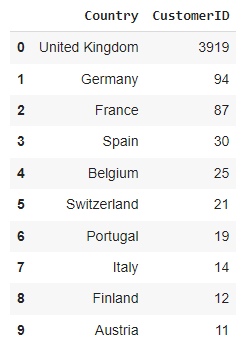 Country CustomerID
0 United Kingdom 3919
1 Germany 94
2 France 87
3 Spain 30
4 Belgium 25
5 Switzerland 21
6 Portugal 19
7 Italy 14
8 Finland 12
9 Austria 11